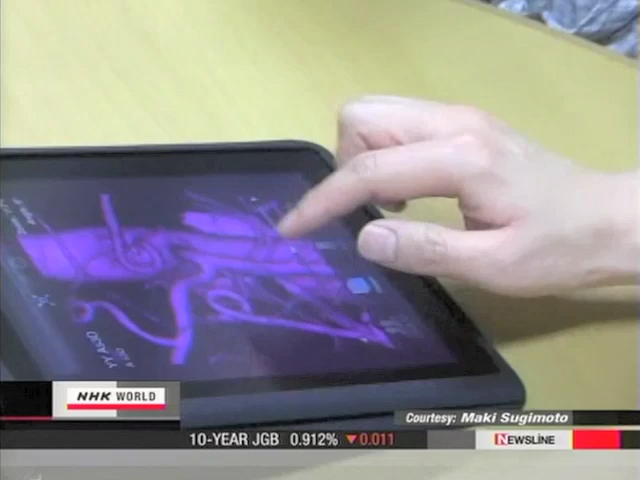 NHK WORLD
Courtesy: Maki Sugimoto
10-YEAR JGB 0.912% ▼0.011
NEWSLINE